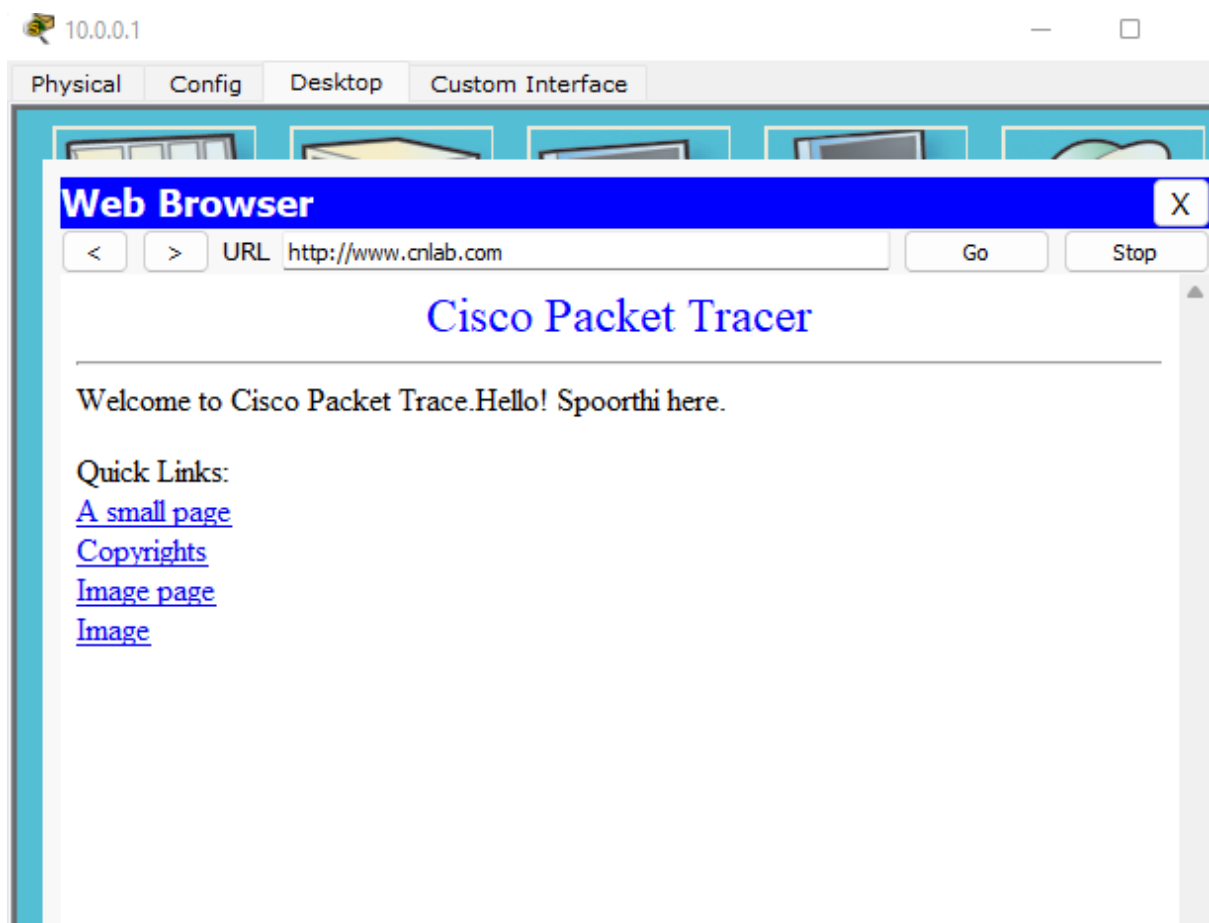 10.0.0.1
Physical Config Desktop Custom Interface
Web Browser X
< > URL http://www.cnlab.com Go Stop
Cisco Packet Tracer
Welcome to Cisco Packet Trace.Hello! Spoorthi here.
Quick Links:
A small page
Copyrights
Image page
Image